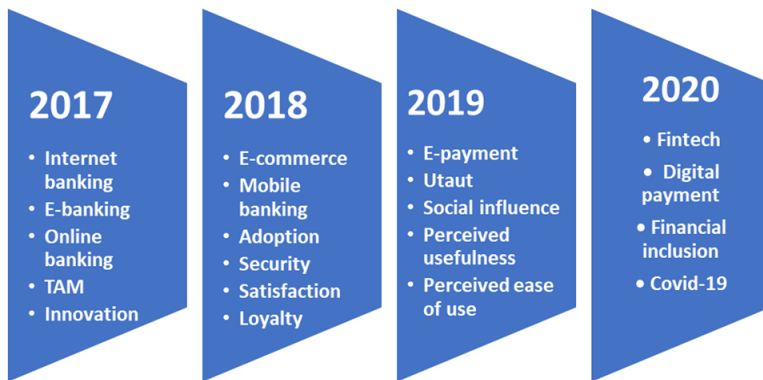 2017
• Internet
banking
• E-banking
• Online
banking
• TAM
• Innovation
2018
• E-commerce
• Mobile
banking
• Adoption
• Security
• Satisfaction
• Loyalty
2019
• E-payment
• Utaut
• Social influence
• Perceived
usefulness
• Perceived ease
of use
2020
• Fintech
• Digital
payment
• Financial
inclusion
• Covid-19